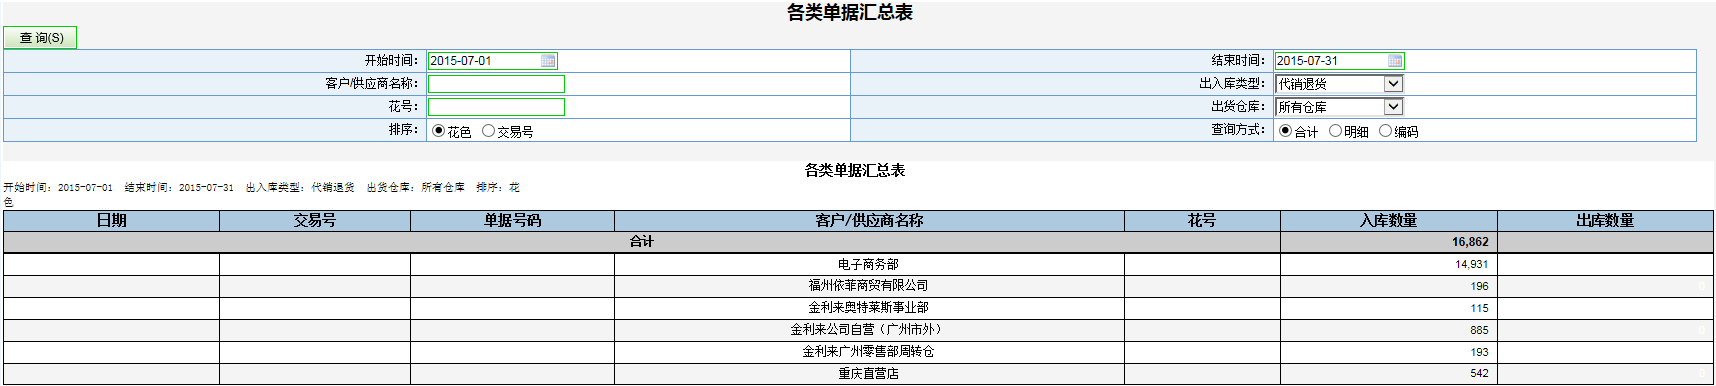 各类单据汇总表
查 询(S)
开始时间： 2015-07-01 结束时间： 2015-07-31
客户/供应商名称： 出入库类型： 代销退货
花号： 出货仓库： 所有仓库
排序： 花色 交易号 查询方式： 合计 明细 编码
各类单据汇总表
开始时间：2015-07-01 结束时间：2015-07-31 出入库类型：代销退货 出货仓库：所有仓库 排序：花
色
日期 交易号 单据号码 客户/供应商名称 花号 入库数量 出库数量
合计 16,862
电子商务部 14,931
福州依菲商贸有限公司 196 0
金利来奥特莱斯事业部 115
金利来公司自营（广州市外） 885 0
金利来广州零售部周转仓 193
重庆直营店 542 0